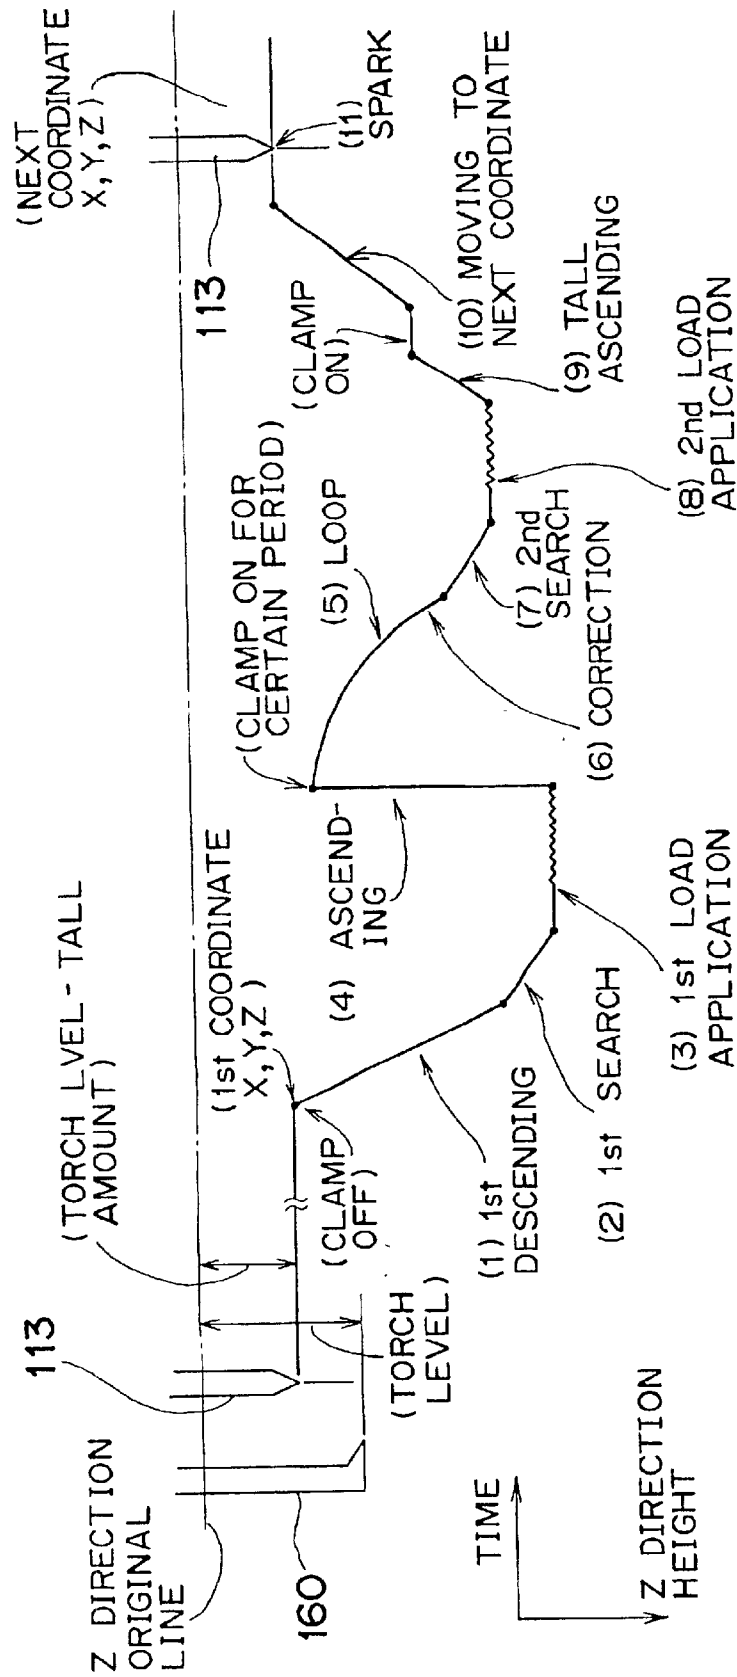 Z DIRECTION
ORIGINAL
LINE
160
113
(TORCH LVEL-TALL
AMOUNT)
(TORCH
LEVEL)
(CLAMP
OFF)
(1st COORDINATE
X,Y,Z)
(1) 1st
DESCENDING
(2) 1st SEARCH
(3) 1st LOAD
APPLICATION
(4) ASCEND-
ING
(CLAMP ON FOR
CERTAIN PERIOD)
(5) LOOP
(6) CORRECTION
(7) 2nd
SEARCH
(8) 2nd LOAD
APPLICATION
(9) TALL
ASCENDING
(CLAMP
ON)
(10) MOVING TO
NEXT COORDINATE
(11)
SPARK
113
(NEXT
COORDINATE
X,Y,Z)
TIME
Z DIRECTION
HEIGHT